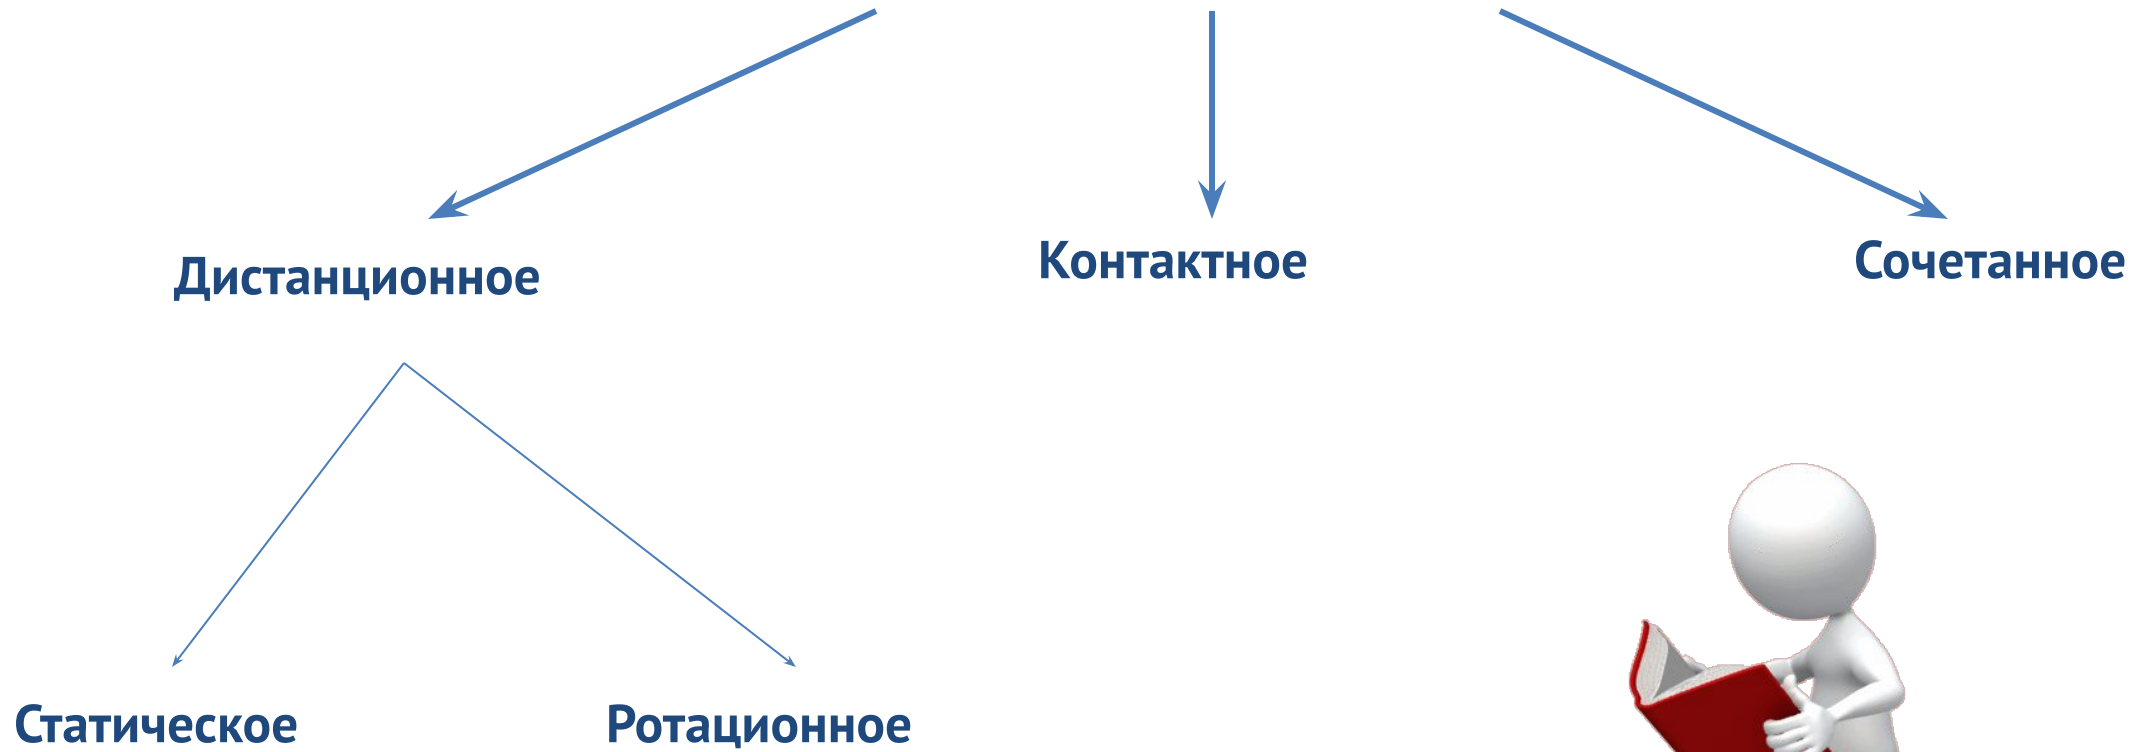 Дистанционное
Контактное
Сочетанное
Статическое
Ротационное